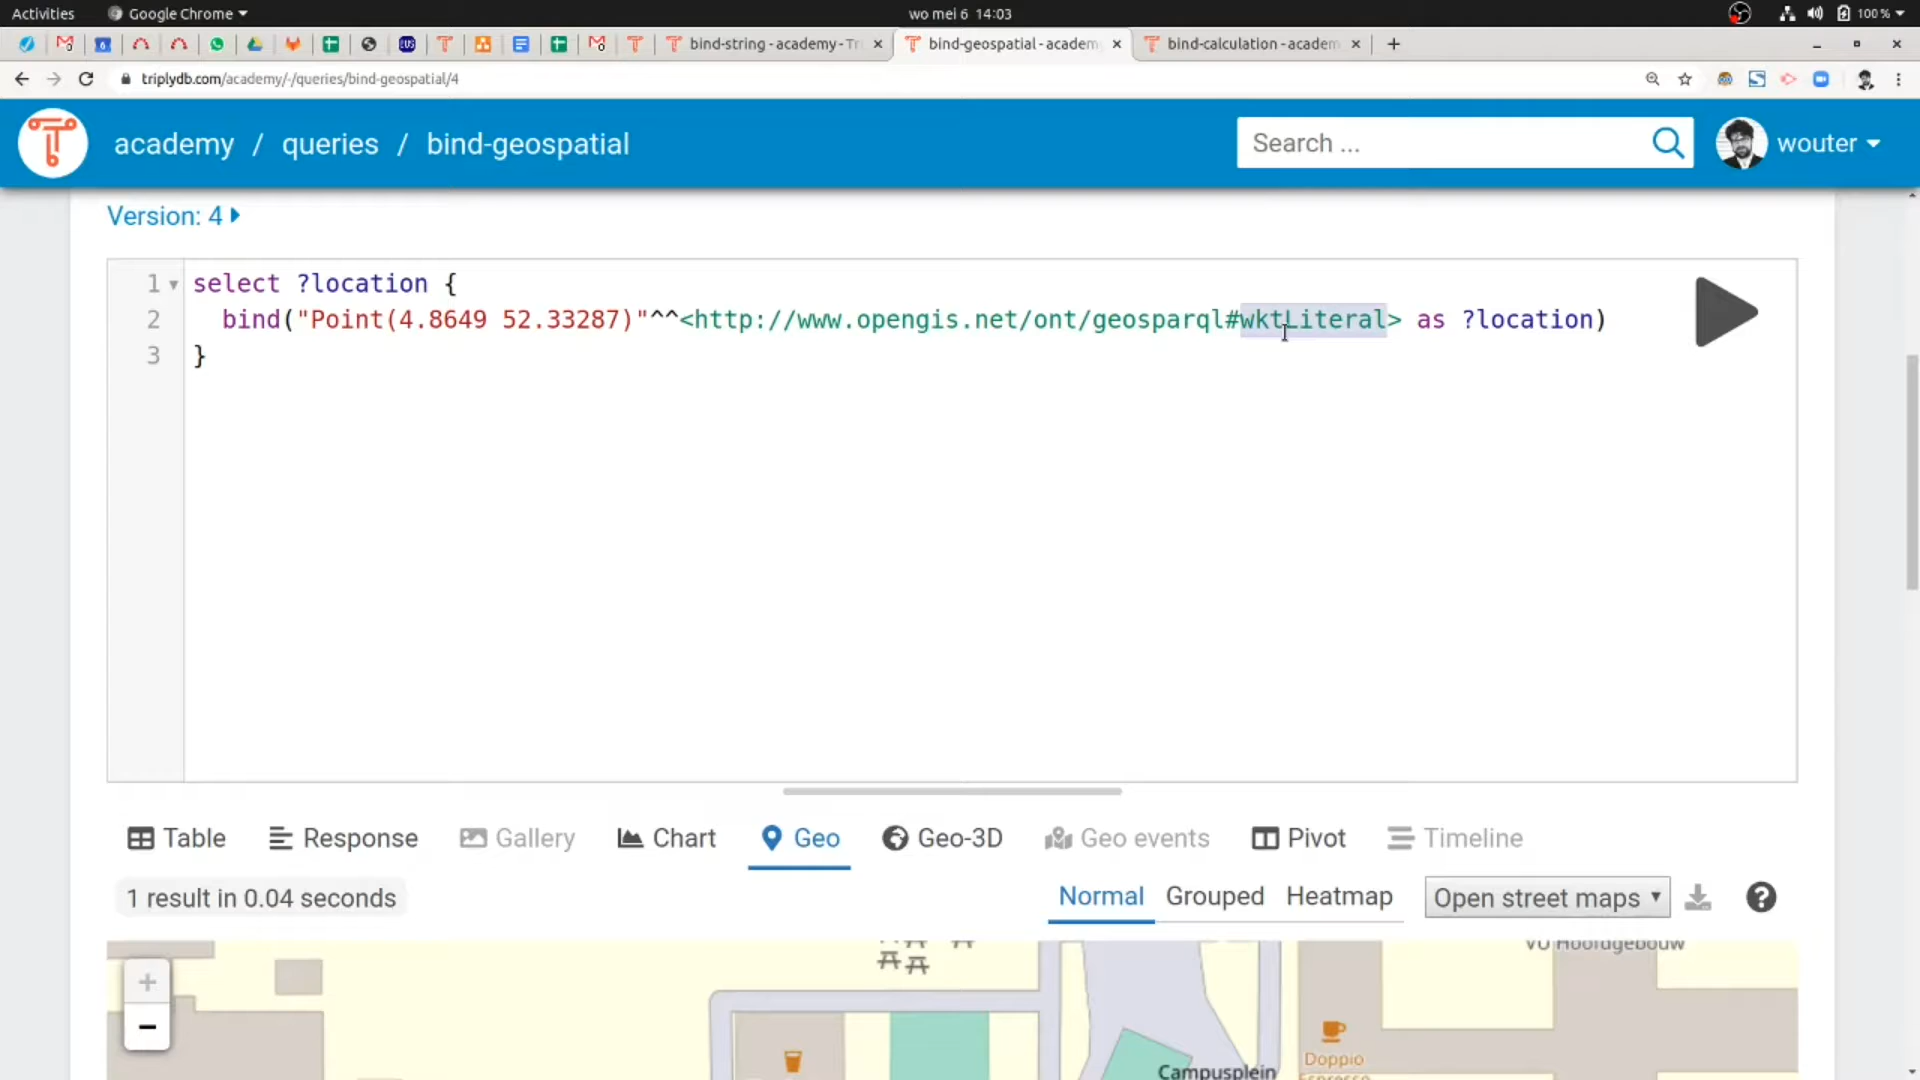 Activities Google Chrome wo mei 6 14:03 100 %
bind-string - academy - Tr bind-geospatial - academ bind-calculation - academ
triplydb.com/academy/-/queries/bind-geospatial/4
academy / queries / bind-geospatial Search ... wouter
Version: 4
1 select ?location {
2 bind("Point(4.8649 52.33287)"^^<http://www.opengis.net/ont/geosparql#wktLiteral> as ?location)
3 }
Table Response Gallery Chart Geo Geo-3D Geo events Pivot Timeline
1 result in 0.04 seconds Normal Grouped Heatmap Open street maps
VU Hoofdgebouw
+
−
Doppio
Espresso
Campusplein